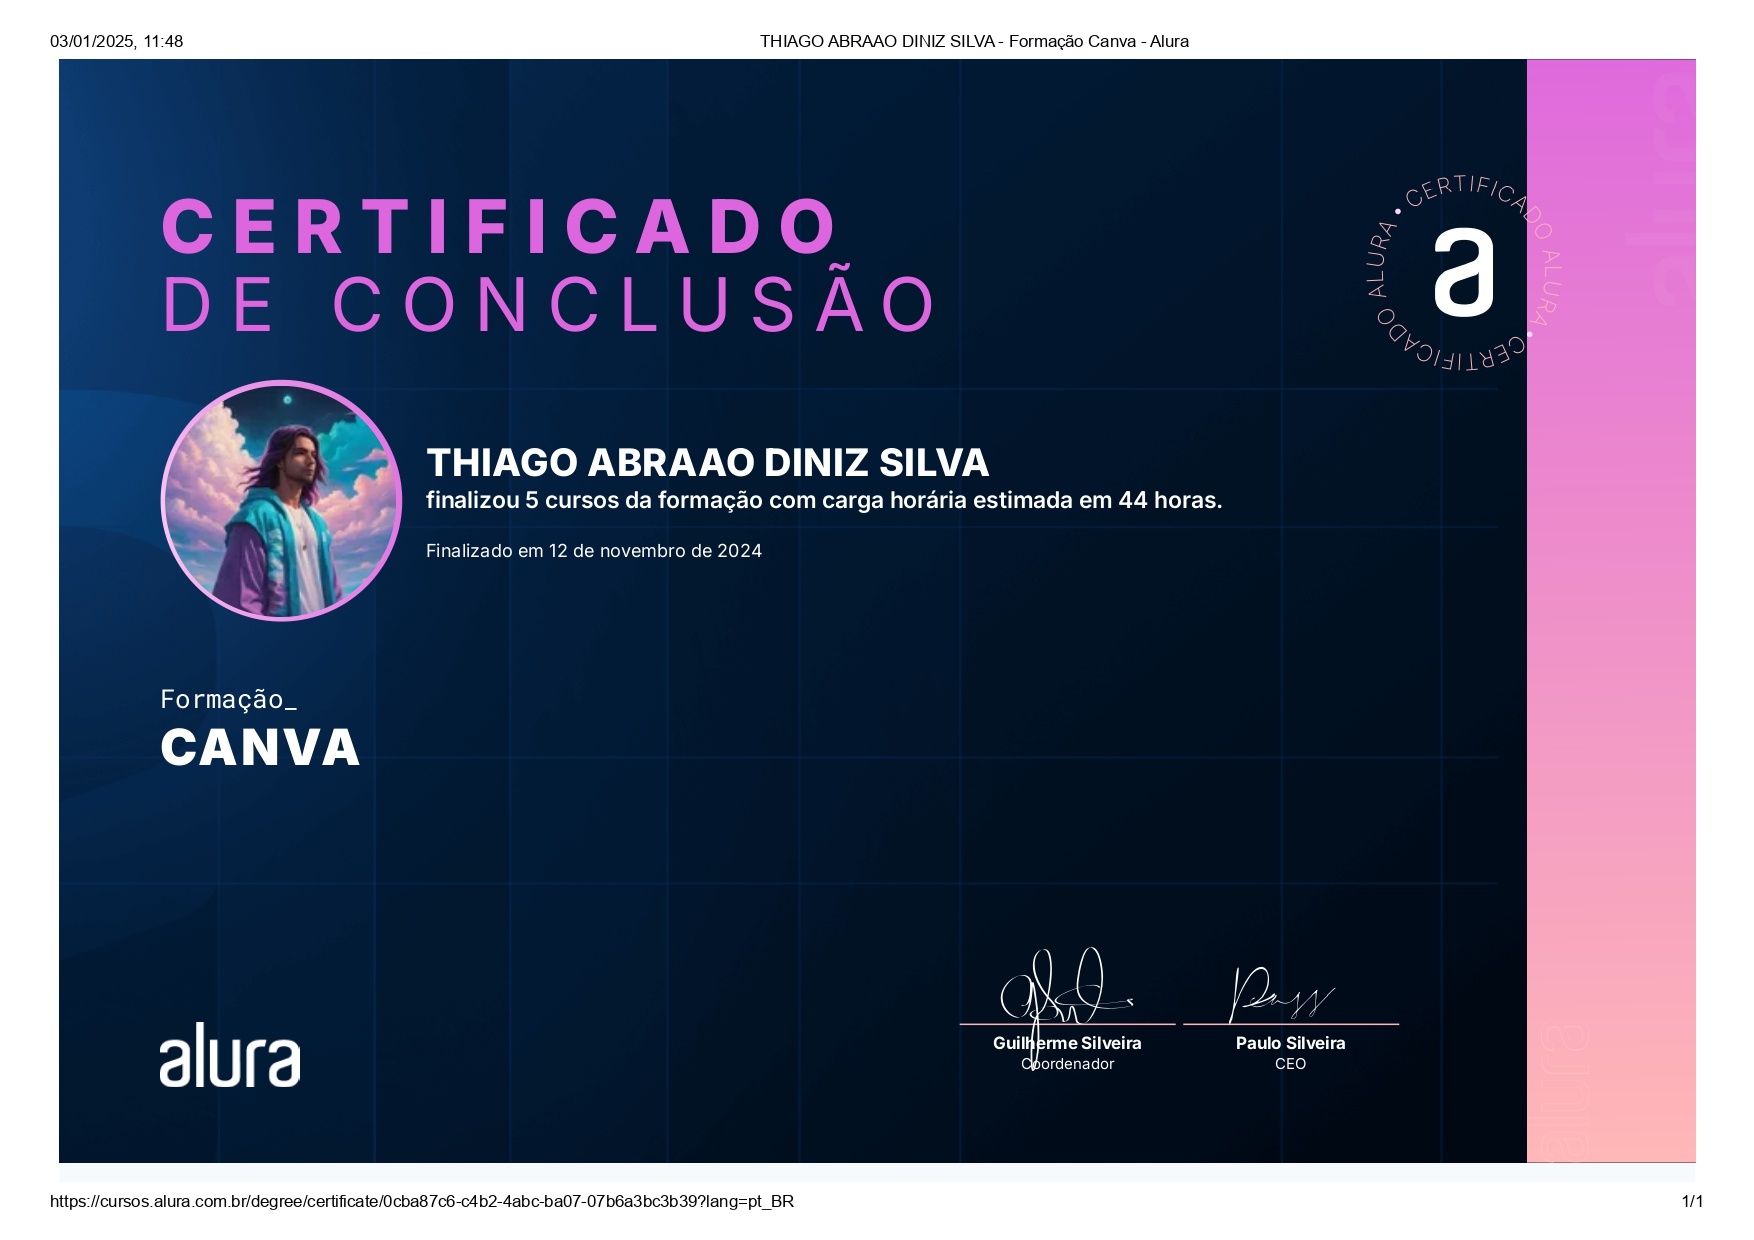 03/01/2025, 11:48
THIAGO ABRAAO DINIZ SILVA - Formação Canva - Alura
CERTIFICADO
DE CONCLUSÃO
• CERTIFICADO ALURA • CERTIFICADO ALURA
a
THIAGO ABRAAO DINIZ SILVA
finalizou 5 cursos da formação com carga horária estimada em 44 horas.
Finalizado em 12 de novembro de 2024
Formação_
CANVA
alura
Guilherme Silveira
Coordenador
Paulo Silveira
CEO
alura
alura
https://cursos.alura.com.br/degree/certificate/0cba87c6-c4b2-4abc-ba07-07b6a3bc3b39?lang=pt_BR
1/1